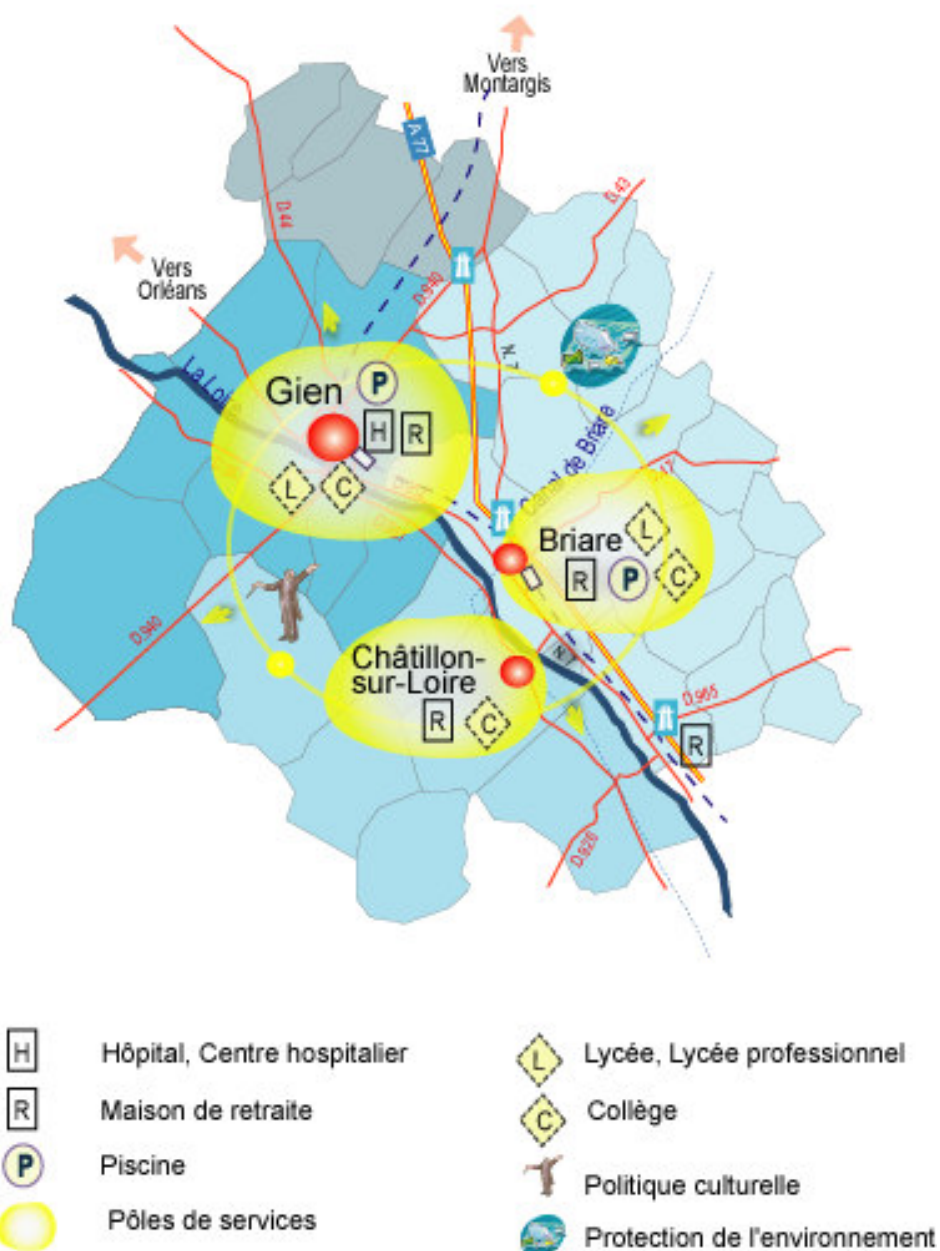 Vers
Montargis
A 77
D.43
D.44
Vers
Orléans
D.940
N.7
La Loire
Gien
P
H
R
L
C
Canal de Briare
Briare
L
R
P
C
D.940
Châtillon-
sur-Loire
R
C
N.7
D.965
R
D.926
H
Hôpital, Centre hospitalier
R
Maison de retraite
P
Piscine
Pôles de services
L
Lycée, Lycée professionnel
C
Collège
Politique culturelle
Protection de l'environnement